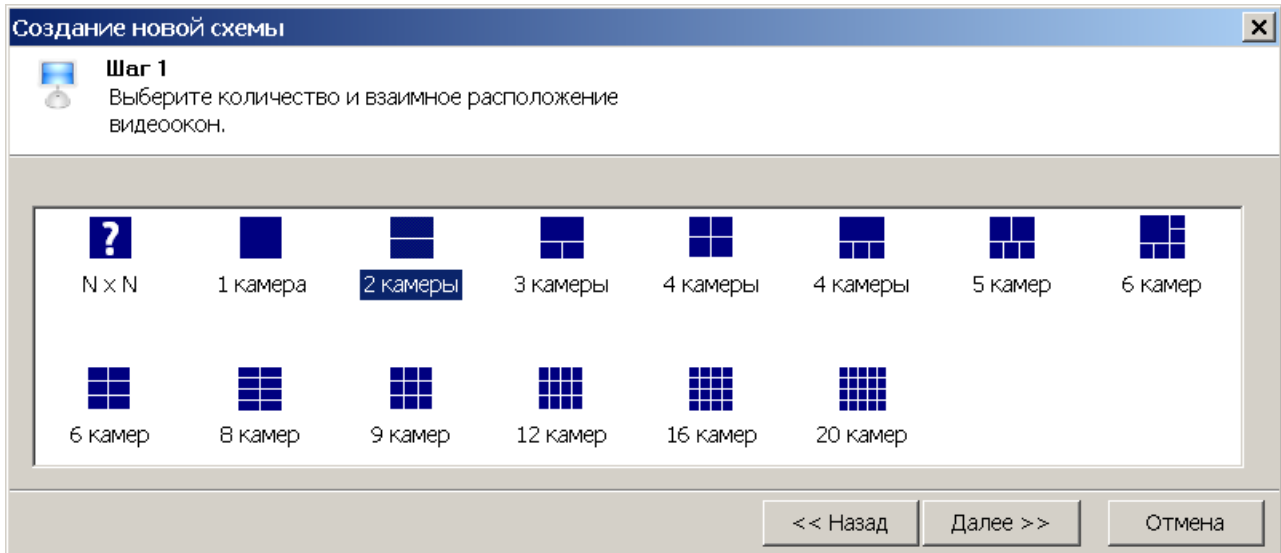 Создание новой схемы
Шаг 1
Выберите количество и взаимное расположение
видеоокон.
?
N x N
1 камера
2 камеры
3 камеры
4 камеры
4 камеры
5 камер
6 камер
6 камер
8 камер
9 камер
12 камер
16 камер
20 камер
<< Назад
Далее >>
Отмена